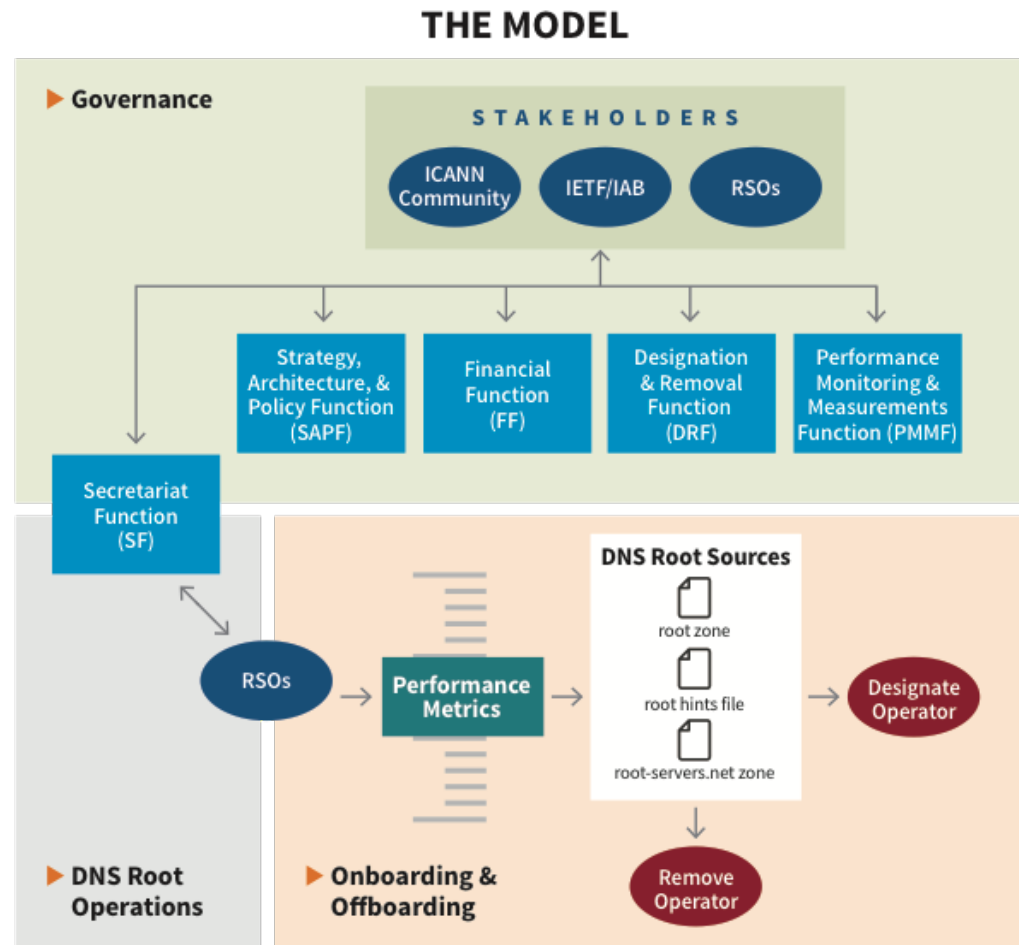 THE MODEL
Governance
STAKEHOLDERS
ICANN
Community
IETF/IAB
RSOs
Strategy,
Architecture, &
Policy Function
(SAPF)
Financial
Function
(FF)
Designation
& Removal
Function
(DRF)
Performance
Monitoring &
Measurements
Function (PMMF)
Secretariat
Function
(SF)
RSOs
Performance
Metrics
DNS Root Sources
root zone
root hints file
root-servers.net zone
Designate
Operator
Remove
Operator
DNS Root
Operations
Onboarding &
Offboarding